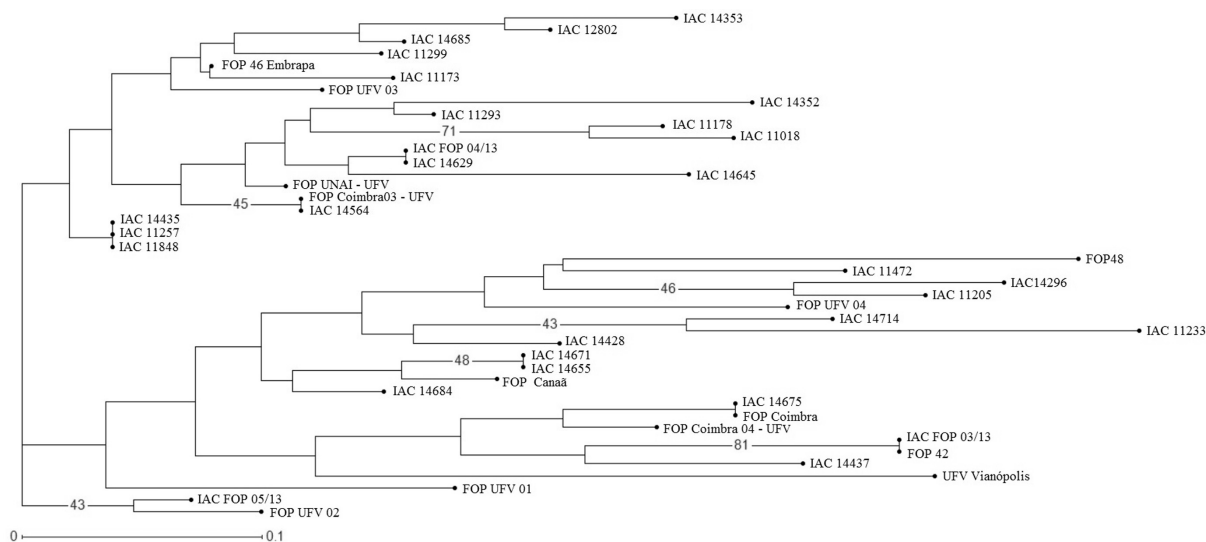 IAC 14353
IAC 12802
IAC 14685
IAC 11299
FOP 46 Embrapa
IAC 11173
FOP UFV 03
IAC 14352
IAC 11293
IAC 11178
71
IAC 11018
IAC FOP 04/13
IAC 14629
IAC 14645
FOP UNAI - UFV
FOP Coimbra03 - UFV
45
IAC 14564
IAC 14435
IAC 11257
IAC 11848
FOP48
IAC 11472
IAC14296
46
IAC 11205
FOP UFV 04
IAC 14714
43
IAC 11233
IAC 14428
IAC 14671
48
IAC 14655
FOP Canaã
IAC 14684
IAC 14675
FOP Coimbra
FOP Coimbra 04 - UFV
IAC FOP 03/13
81
FOP 42
IAC 14437
UFV Vianópolis
FOP UFV 01
IAC FOP 05/13
43
FOP UFV 02
0 0.1